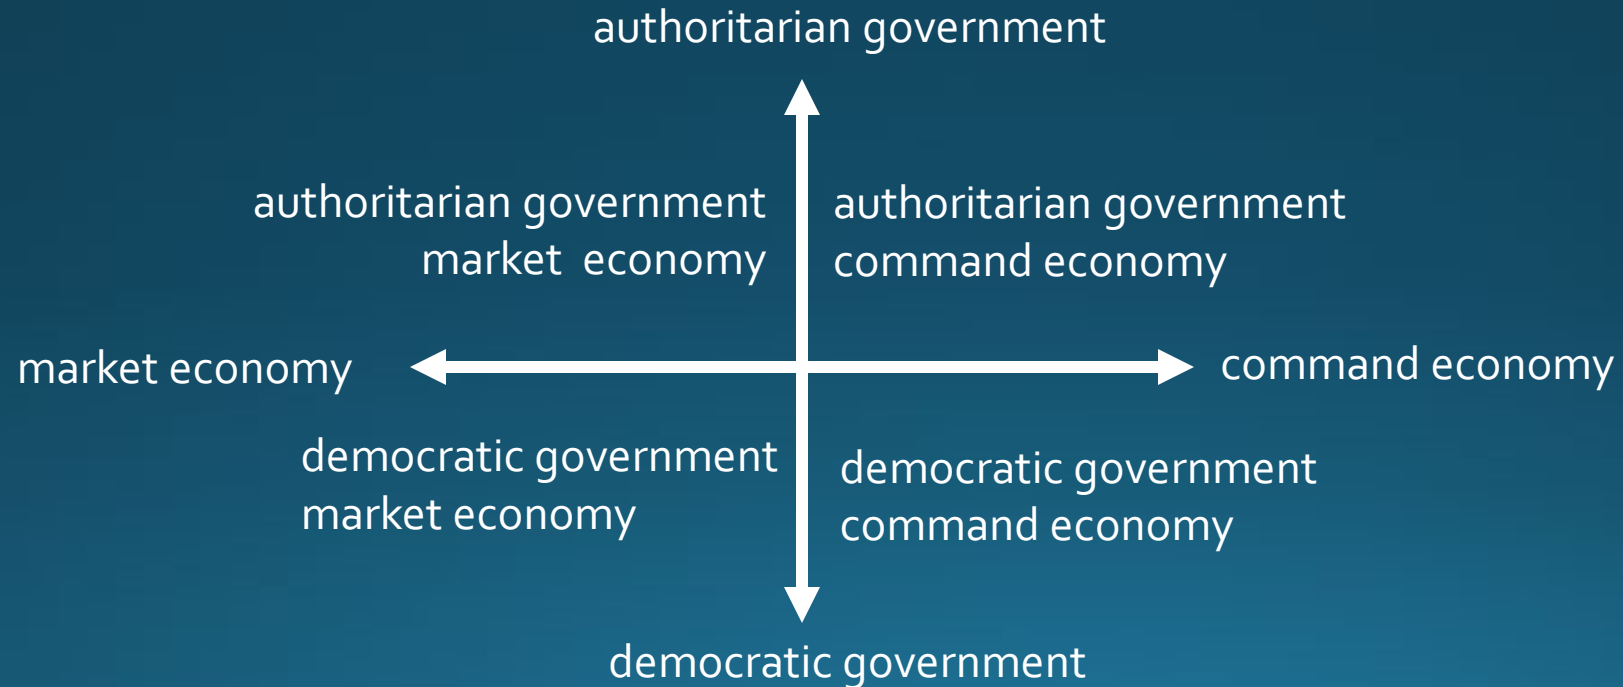 authoritarian government
authoritarian government
market  economy
authoritarian government
command economy
market economy
command economy
democratic government
market economy
democratic government
command economy
democratic government